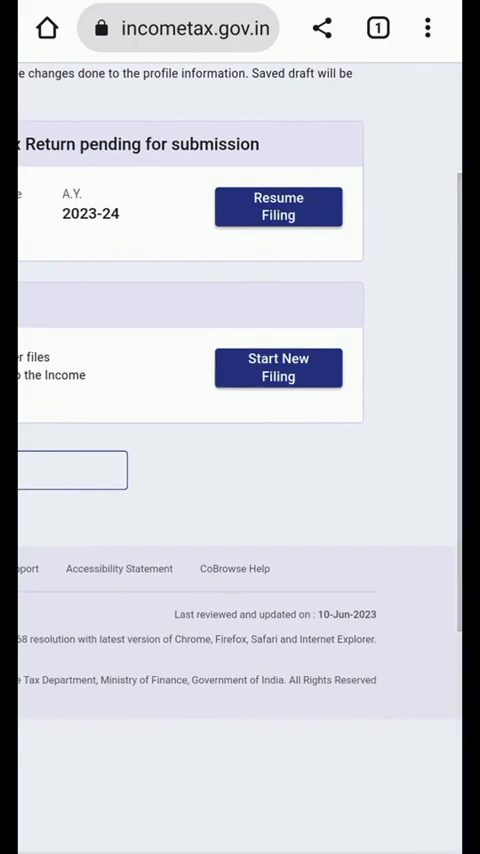 incometax.gov.in
1
e changes done to the profile information. Saved draft will be
x Return pending for submission
e A.Y.
2023-24
Resume
Filing
er files
o the Income
Start New
Filing
pport Accessibility Statement CoBrowse Help
Last reviewed and updated on : 10-Jun-2023
68 resolution with latest version of Chrome, Firefox, Safari and Internet Explorer.
e Tax Department, Ministry of Finance, Government of India. All Rights Reserved